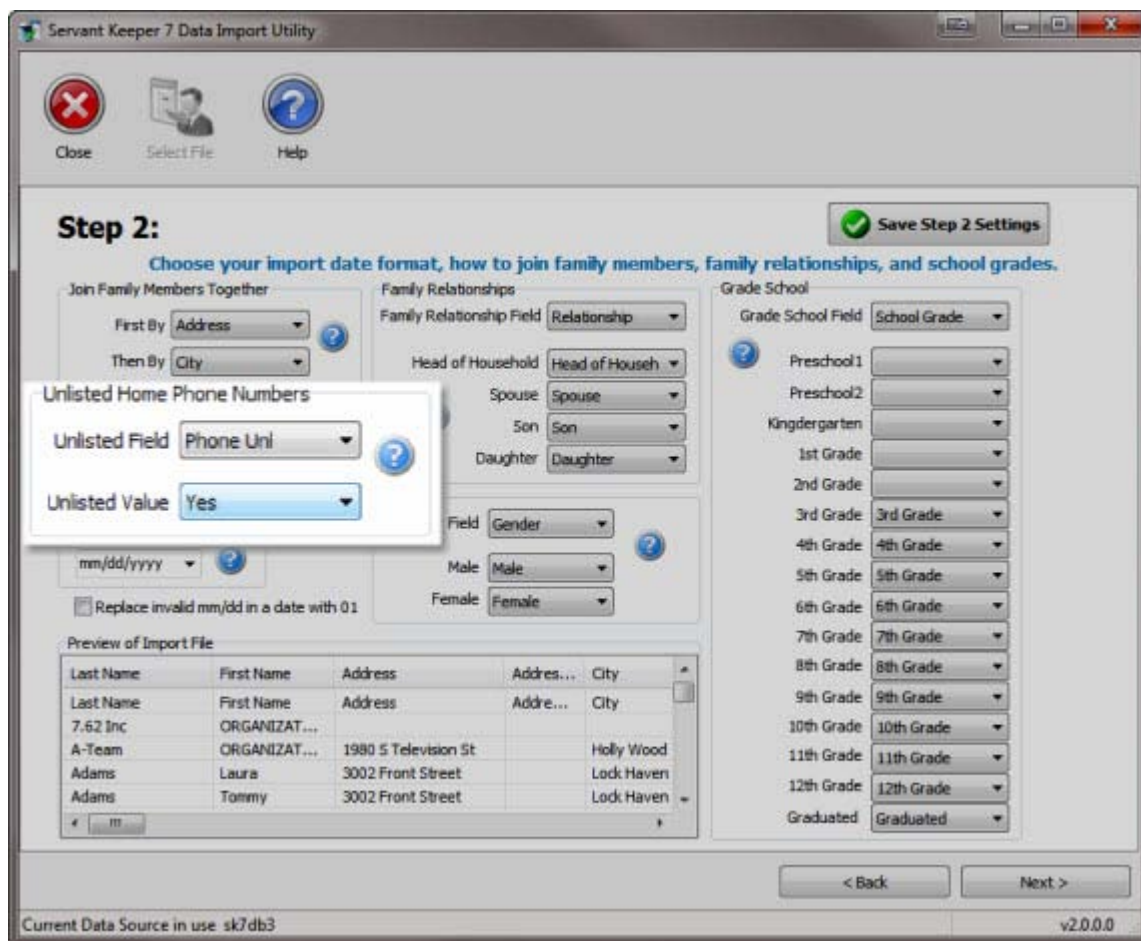 Servant Keeper 7 Data Import Utility
Close
Select File
Help
Step 2:
Save Step 2 Settings
Choose your import date format, how to join family members, family relationships, and school grades.
Join Family Members Together
First By Address
Then By City
Unlisted Home Phone Numbers
Unlisted Field Phone Unl
Unlisted Value Yes
mm/dd/yyyy
Replace invalid mm/dd in a date with 01
Family Relationships
Family Relationship Field Relationship
Head of Household Head of Househ
Spouse Spouse
Son Son
Daughter Daughter
Field Gender
Male Male
Female Female
Grade School
Grade School Field School Grade
Preschool1
Preschool2
Kingdergarten
1st Grade
2nd Grade
3rd Grade 3rd Grade
4th Grade 4th Grade
5th Grade 5th Grade
6th Grade 6th Grade
7th Grade 7th Grade
8th Grade 8th Grade
9th Grade 9th Grade
10th Grade 10th Grade
11th Grade 11th Grade
12th Grade 12th Grade
Graduated Graduated
Preview of Import File
Last Name First Name Address Addres... City
Last Name First Name Address Addre... City
7.62 Inc ORGANIZAT...
A-Team ORGANIZAT... 1980 S Television St Holly Wood
Adams Laura 3002 Front Street Lock Haven
Adams Tommy 3002 Front Street Lock Haven
< Back
Next >
Current Data Source in use sk7db3
v2.0.0.0